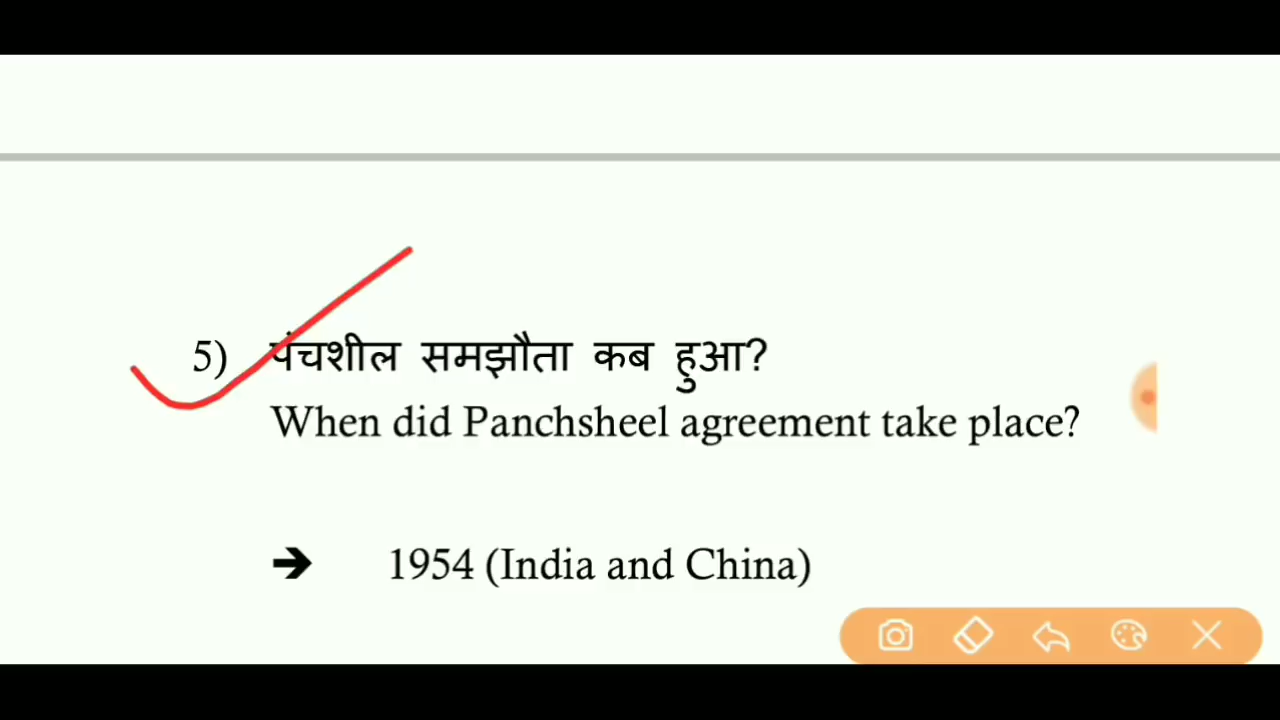 5) पंचशील समझौता कब हुआ?
When did Panchsheel agreement take place?
➔ 1954 (India and China)